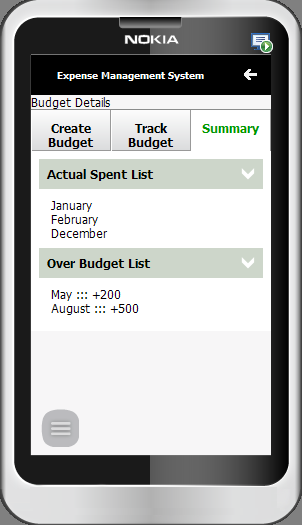 NOKIA
Expense Management System
Budget Details
Create Budget
Track Budget
Summary
Actual Spent List
January
February
December
Over Budget List
May ::: +200
August ::: +500